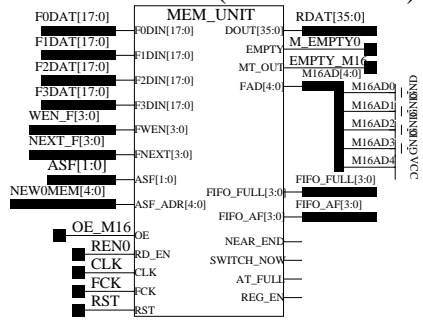 MEM_UNIT
F0DAT[17:0]
F0DIN[17:0]
F1DAT[17:0]
F1DIN[17:0]
F2DAT[17:0]
F2DIN[17:0]
F3DAT[17:0]
F3DIN[17:0]
WEN_F[3:0]
FWEN[3:0]
NEXT_F[3:0]
FNEXT[3:0]
ASF[1:0]
ASF[1:0]
NEW0MEM[4:0]
ASF_ADR[4:0]
OE_M16
OE
REN0
RD_EN
CLK
CLK
FCK
FCK
RST
RST
RDAT[35:0]
DOUT[35:0]
M_EMPTY0
EMPTY
EMPTY_M16
MT_OUT
M16AD[4:0]
FAD[4:0]
M16AD0
GND
M16AD1
M16AD2
GND
M16AD3
GND
M16AD4
VCC
FIFO_FULL[3:0]
FIFO_FULL[3:0]
FIFO_AF[3:0]
FIFO_AF[3:0]
NEAR_END
SWITCH_NOW
AT_FULL
REG_EN